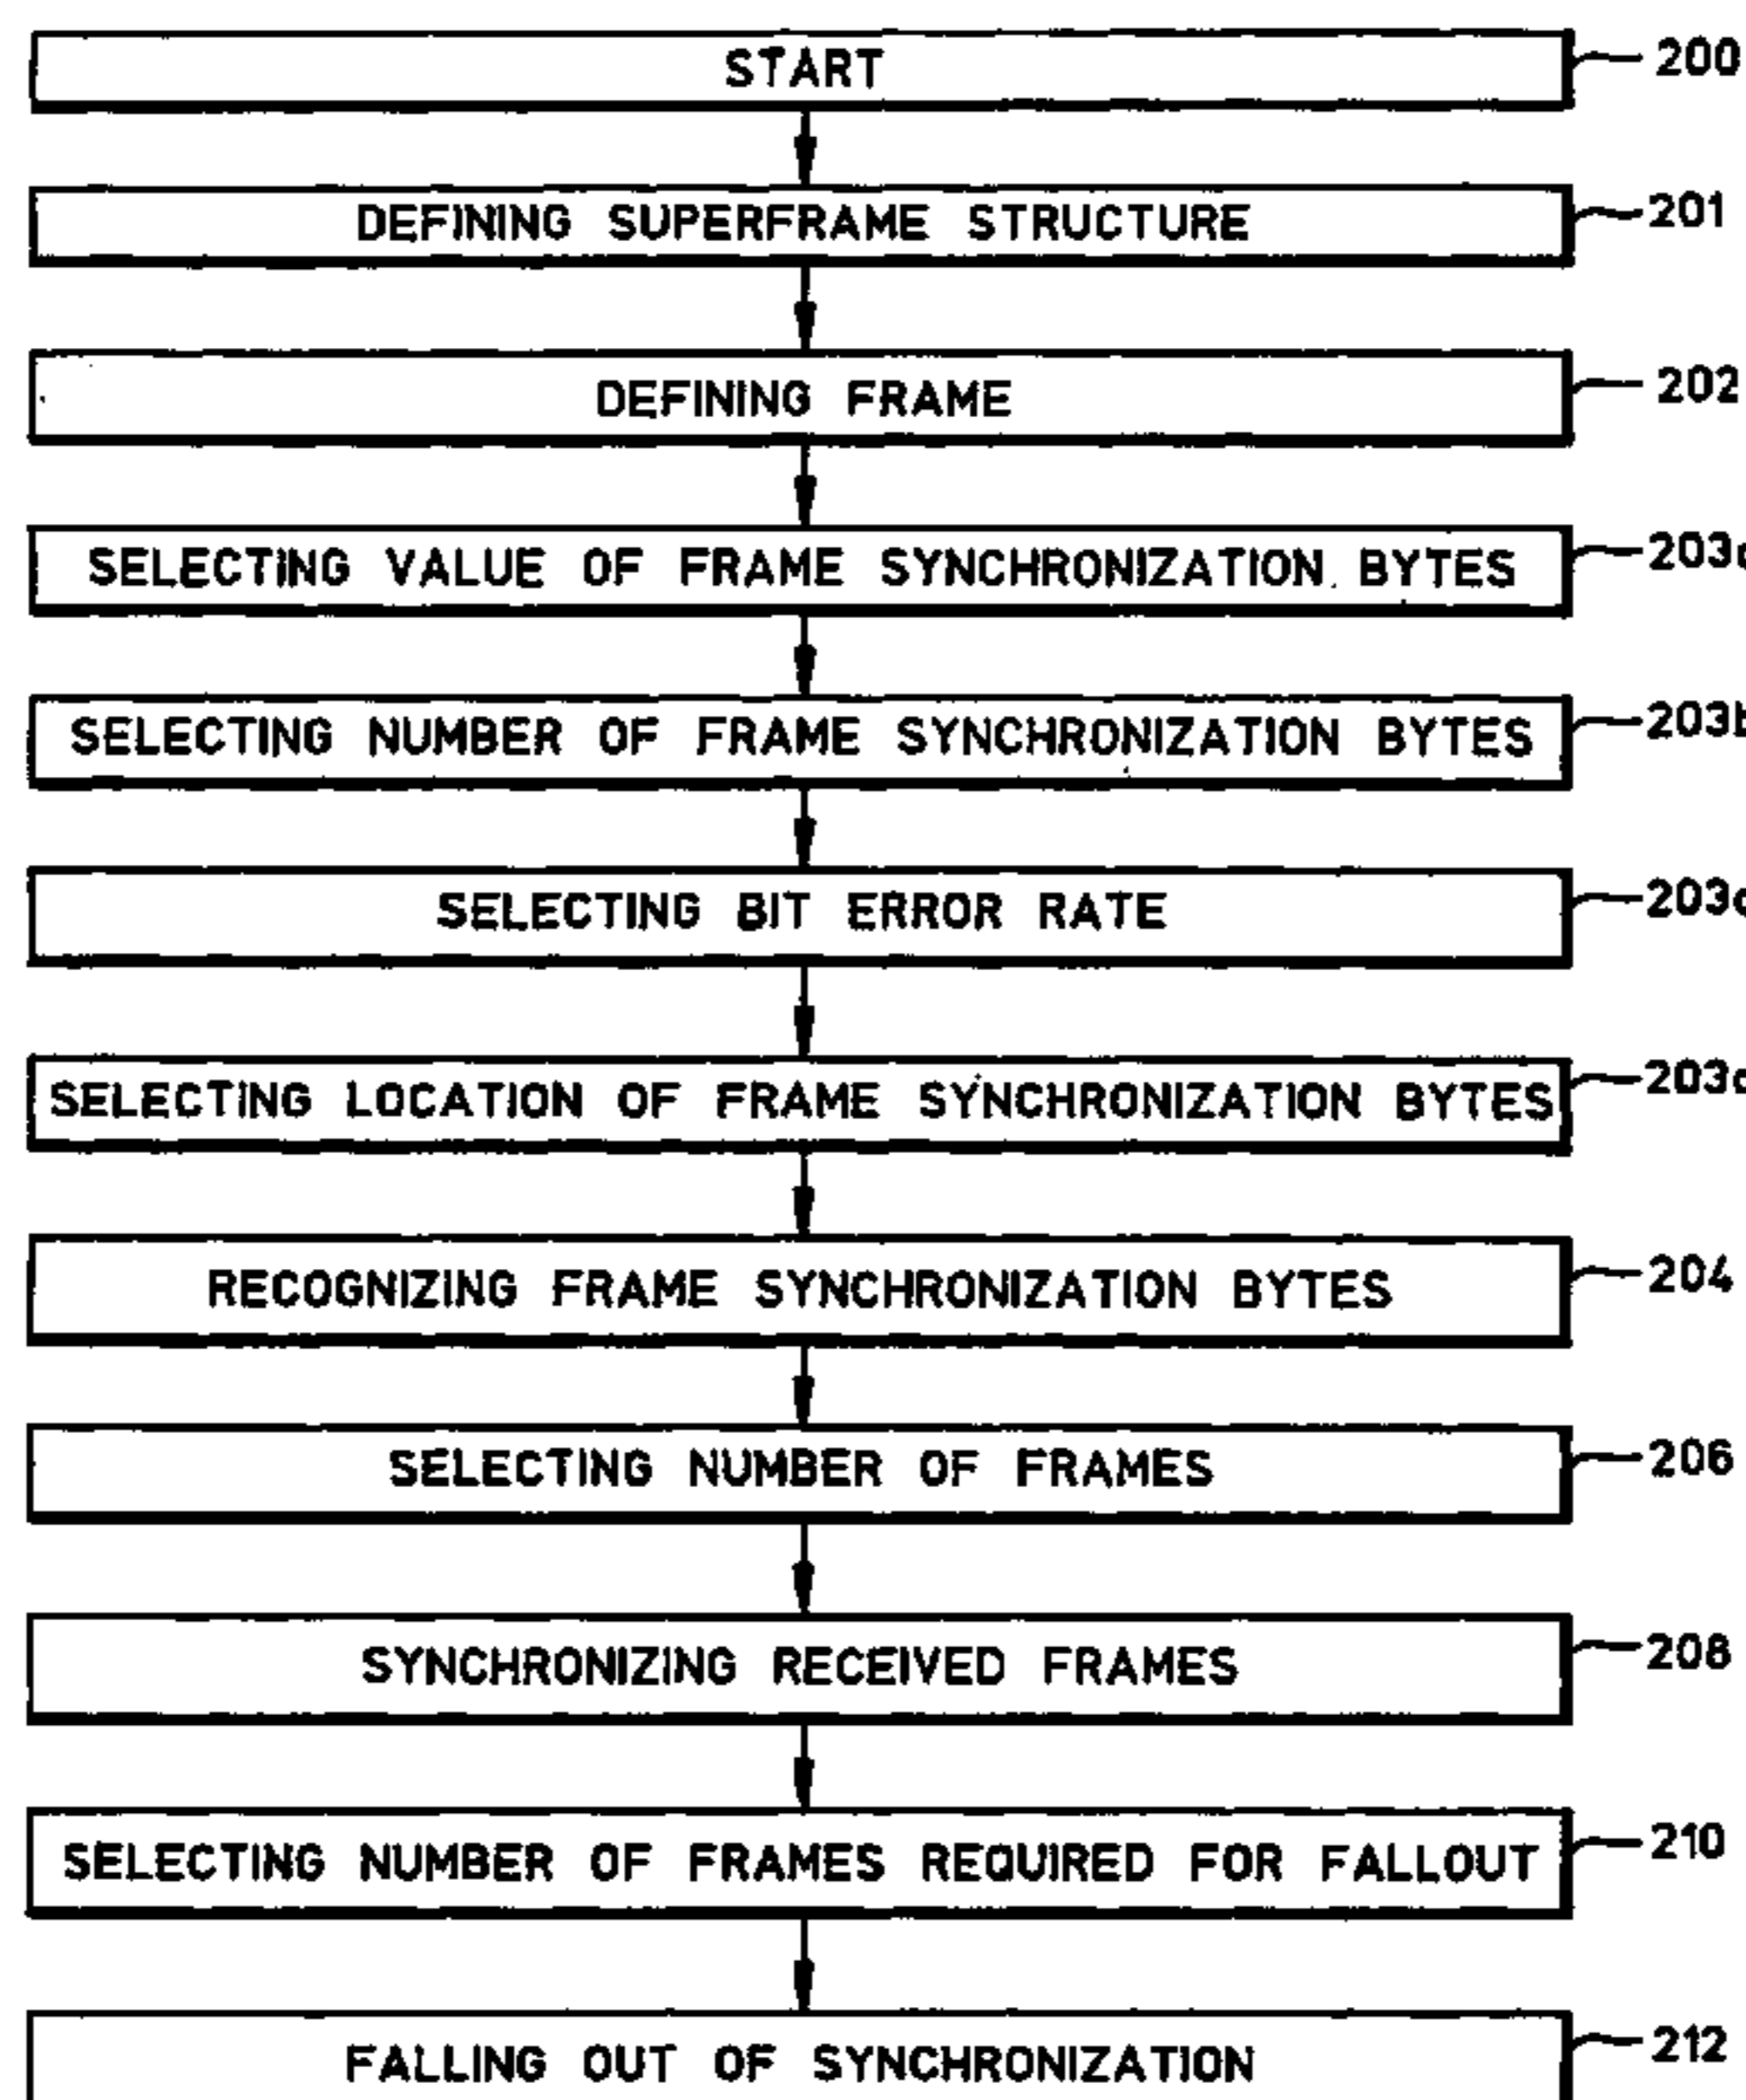 START 200
DEFINING SUPERFRAME STRUCTURE 201
DEFINING FRAME 202
SELECTING VALUE OF FRAME SYNCHRONIZATION BYTES
SELECTING NUMBER OF FRAME SYNCHRONIZATION BYTES 203b
SELECTING BIT ERROR RATE
SELECTING LOCATION OF FRAME SYNCHRONIZATION BYTES
RECOGNIZING FRAME SYNCHRONIZATION BYTES 204
SELECTING NUMBER OF FRAMES 206
SYNCHRONIZING RECEIVED FRAMES 208
SELECTING NUMBER OF FRAMES REQUIRED FOR FALLOUT 210
FALLING OUT OF SYNCHRONIZATION 212